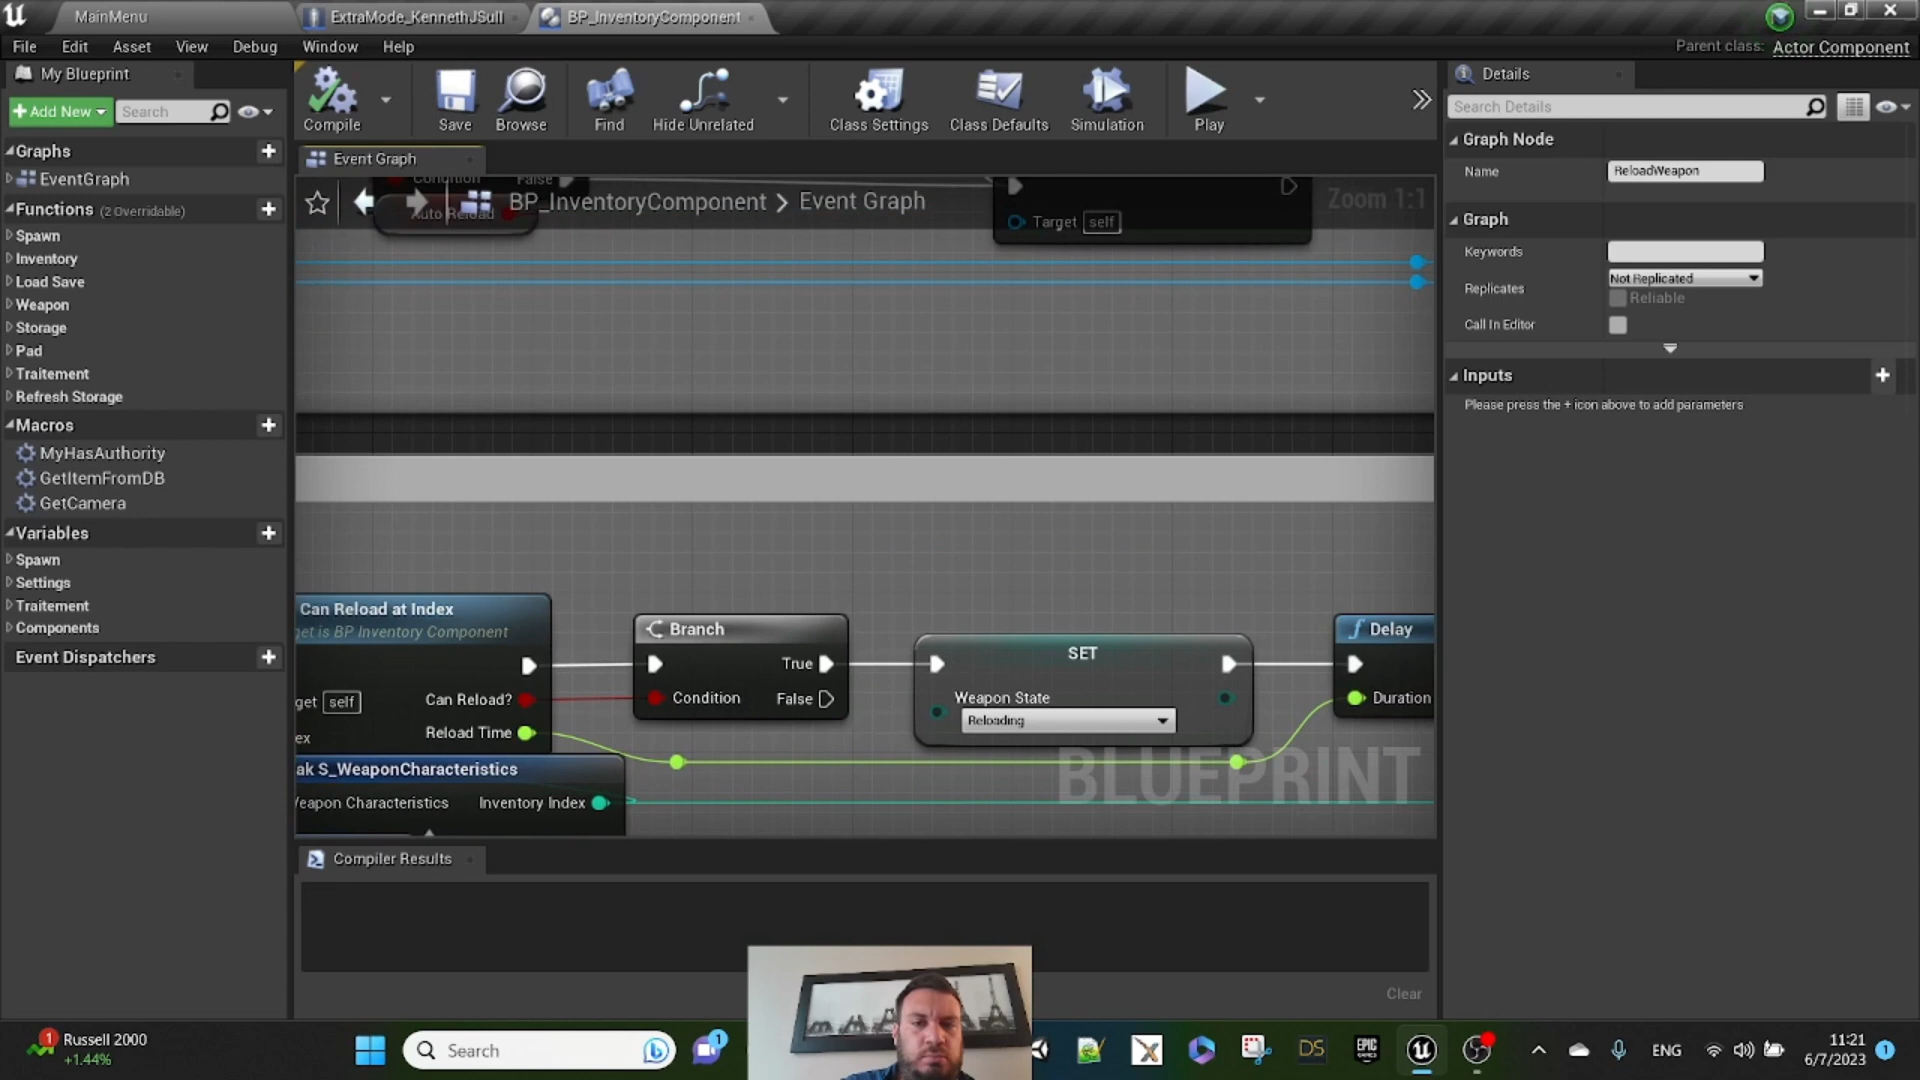 MainMenu
ExtraMode_KennethJSull
BP_InventoryComponent
File Edit Asset View Debug Window Help
Parent class: Actor Component
My Blueprint
Add New
Search
Compile
Save
Browse
Find
Hide Unrelated
Class Settings
Class Defaults
Simulation
Play
Graphs
EventGraph
Functions (2 Overridable)
Spawn
Inventory
Load Save
Weapon
Storage
Pad
Traitement
Refresh Storage
Macros
MyHasAuthority
GetItemFromDB
GetCamera
Variables
Spawn
Settings
Traitement
Components
Event Dispatchers
Event Graph
Condition False
Auto Reload
BP_InventoryComponent > Event Graph
Zoom 1:1
Target self
Can Reload at Index
get is BP Inventory Component
get self
Can Reload?
ex
Reload Time
ak S_WeaponCharacteristics
Weapon Characteristics Inventory Index
Branch
True
Condition False
SET
Weapon State
Reloading
Delay
Duration
BLUEPRINT
Compiler Results
Clear
Details
Search Details
Graph Node
Name ReloadWeapon
Graph
Keywords
Replicates Not Replicated
Reliable
Call In Editor
Inputs
Please press the + icon above to add parameters
1
Russell 2000
+1.44%
Search
1
DS
EPIC GAMES
ENG
11:21
6/7/2023
1